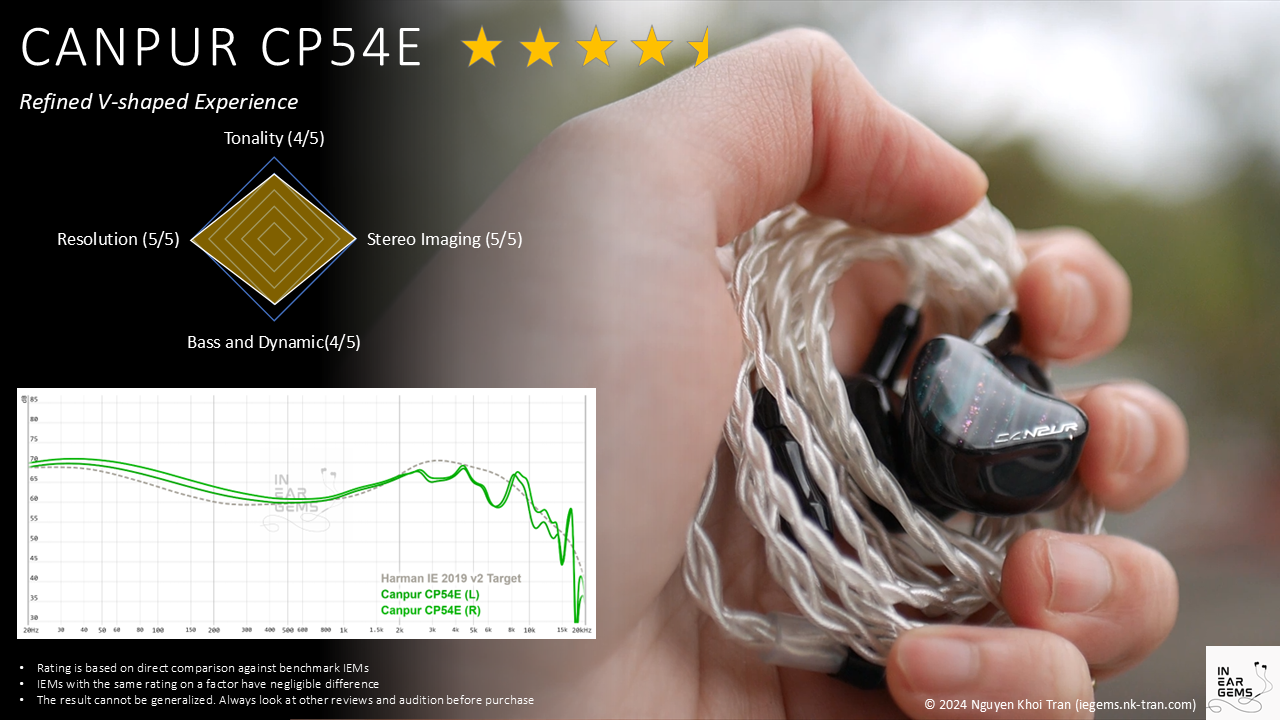 CANPUR CP54E
Refined V-shaped Experience
Tonality (4/5)
Resolution (5/5)
Stereo Imaging (5/5)
Bass and Dynamic(4/5)
dB
85
80
75
70
65
60
55
50
45
40
35
30
IN
EAR
GEMS
Harman IE 2019 v2 Target
Canpur CP54E (L)
Canpur CP54E (R)
20Hz 30 40 50 60 80 100 150 200 300 400 500 600 800 1k 1.5k 2k 3k 4k 5k 6k 8k 10k 15k 20kHz
CANPUR
• Rating is based on direct comparison against benchmark IEMs
• IEMs with the same rating on a factor have negligible difference
• The result cannot be generalized. Always look at other reviews and audition before purchase
© 2024 Nguyen Khoi Tran (iegems.nk-tran.com)
IN
EAR
GEMS